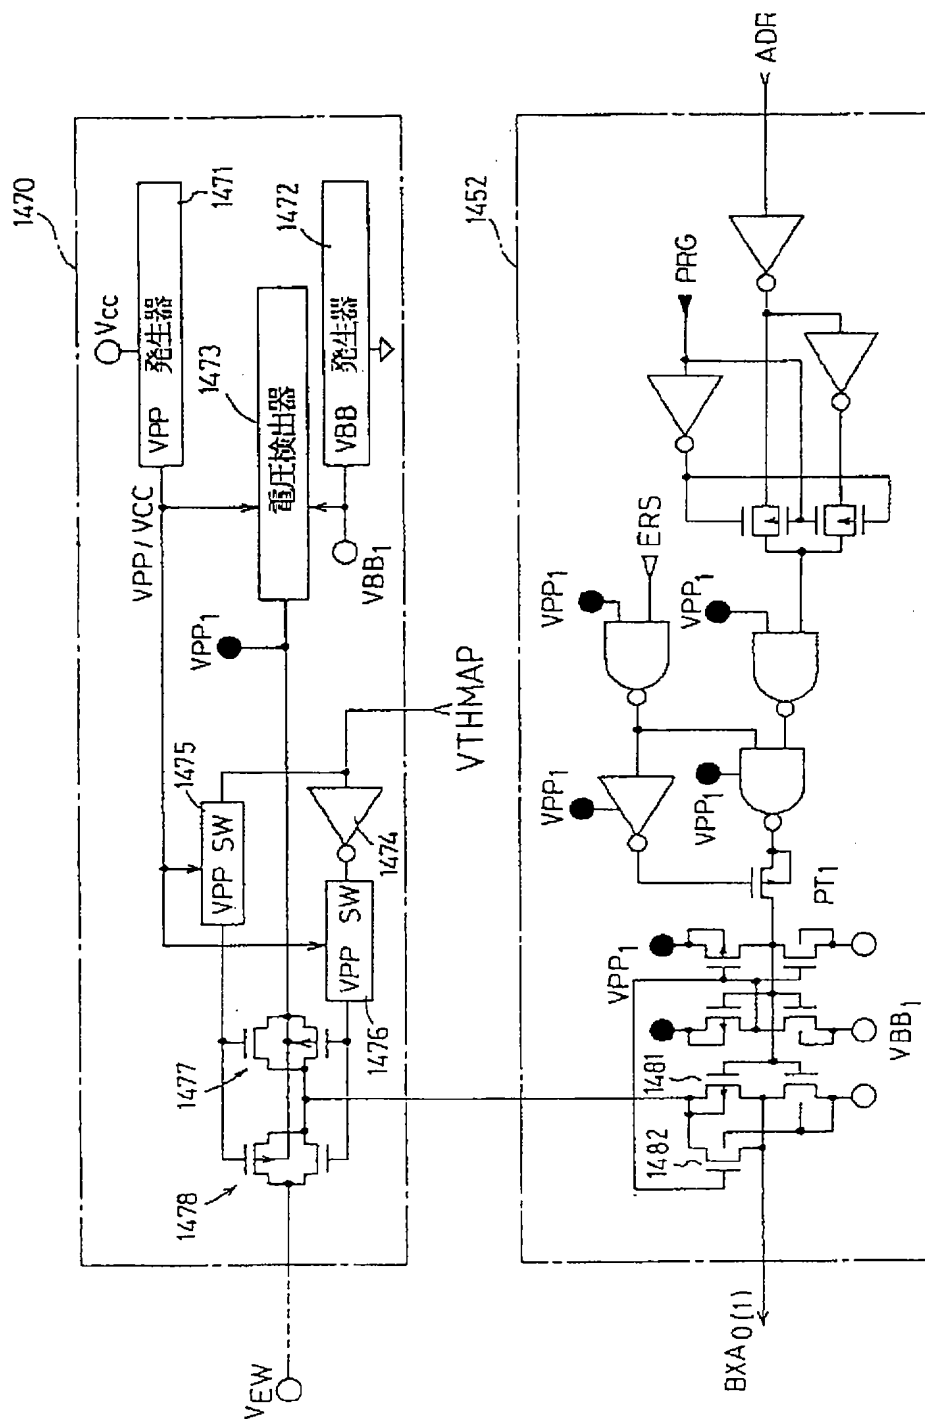 1470
Vcc
VPP 発生器
1471
VPP/VCC
1473
電圧検出器
1472
VBB 発生器
VBB1
VPP1
1475
VPP SW
1474
VPP SW
1476
VTHMAP
1477
1478
VEW
1452
ADR
PRG
ERS
VPP1
VPP1
VPP1
VPP1
PT1
VPP1
VBB1
1481
1482
BXA0(1)